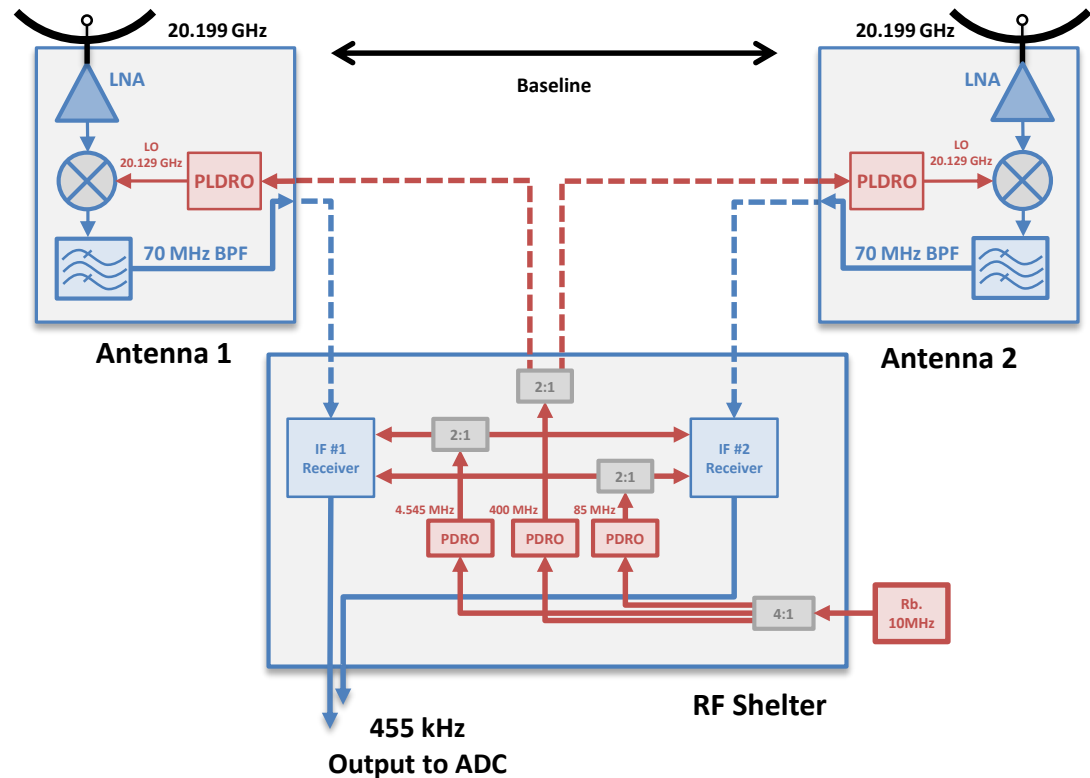 20.199 GHz
20.199 GHz
Baseline
LNA
LNA
LO
20.129 GHz
PLDRO
PLDRO
LO
20.129 GHz
70 MHz BPF
70 MHz BPF
Antenna 1
Antenna 2
2:1
2:1
2:1
IF #1
Receiver
IF #2
Receiver
4.545 MHz
400 MHz
85 MHz
PDRO
PDRO
PDRO
4:1
Rb.
10MHz
RF Shelter
455 kHz
Output to ADC